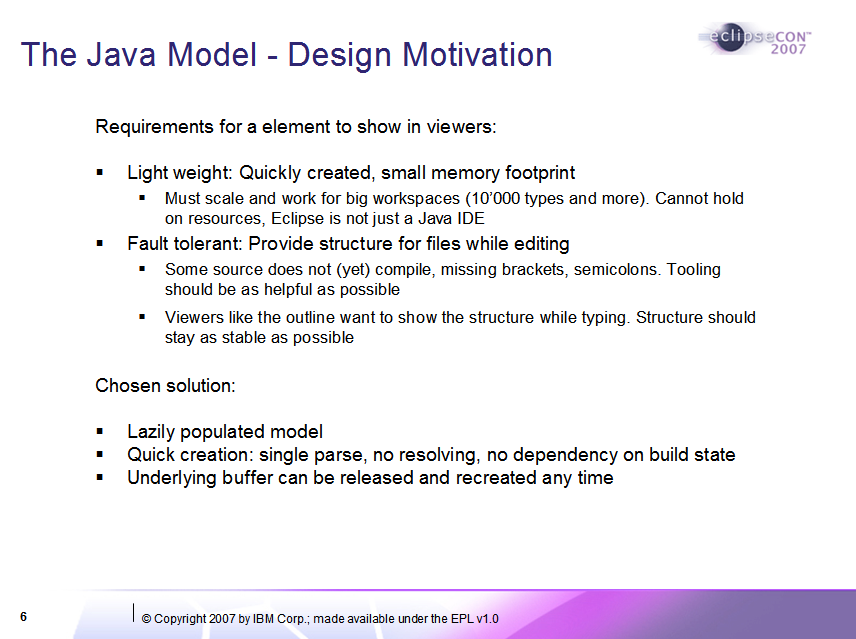 The Java Model - Design Motivation
eclipsecon™
2007
Requirements for a element to show in viewers:
▪ Light weight: Quickly created, small memory footprint
▪ Must scale and work for big workspaces (10’000 types and more). Cannot hold
on resources, Eclipse is not just a Java IDE
▪ Fault tolerant: Provide structure for files while editing
▪ Some source does not (yet) compile, missing brackets, semicolons. Tooling
should be as helpful as possible
▪ Viewers like the outline want to show the structure while typing. Structure should
stay as stable as possible
Chosen solution:
▪ Lazily populated model
▪ Quick creation: single parse, no resolving, no dependency on build state
▪ Underlying buffer can be released and recreated any time
6
© Copyright 2007 by IBM Corp.; made available under the EPL v1.0